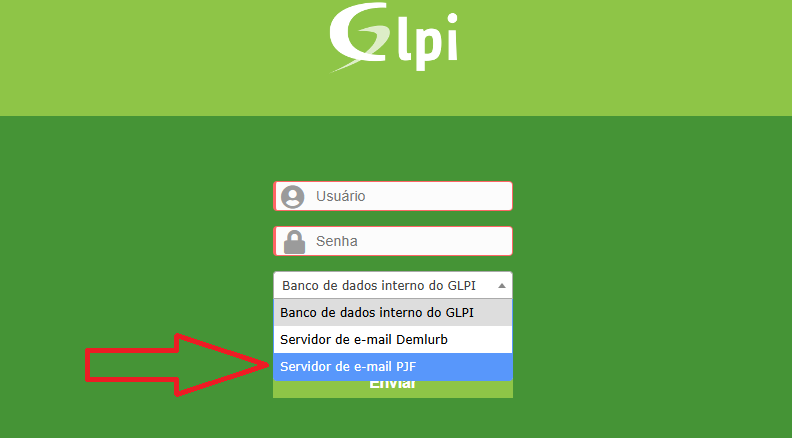 Glpi
Usuário
Senha
Banco de dados interno do GLPI
Banco de dados interno do GLPI
Servidor de e-mail Demlurb
Servidor de e-mail PJF
Enviar